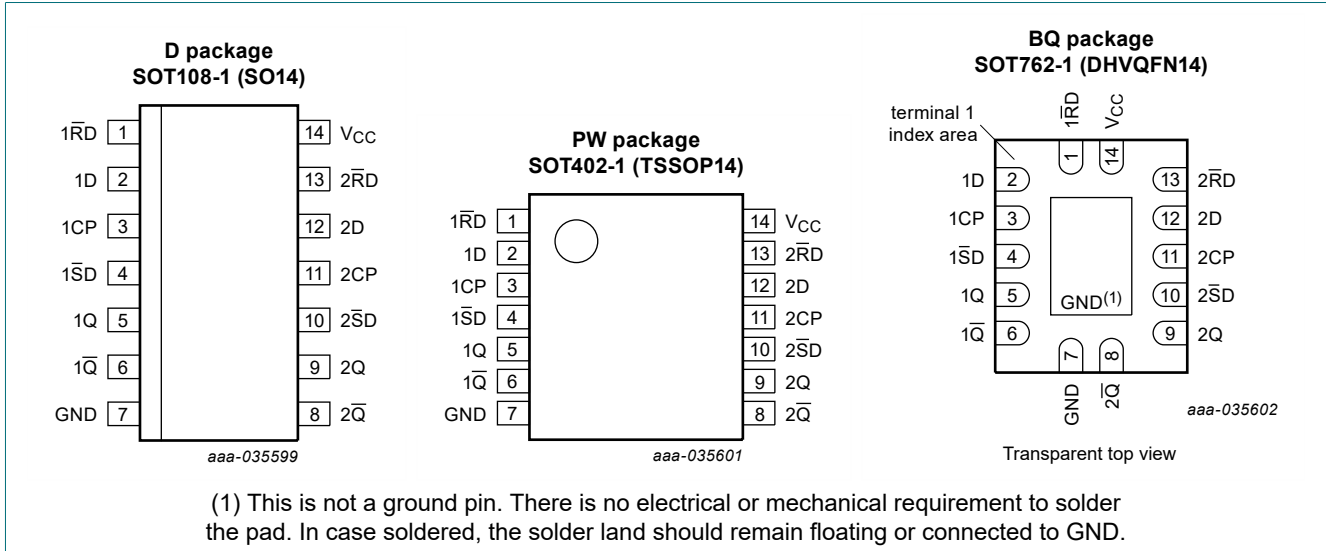 D package
SOT108-1 (SO14)
1R̅D 1
1D 2
1CP 3
1S̅D 4
1Q 5
1Q̅ 6
GND 7
14 VCC
13 2R̅D
12 2D
11 2CP
10 2S̅D
9 2Q
8 2Q̅
aaa-035599
PW package
SOT402-1 (TSSOP14)
1R̅D 1
1D 2
1CP 3
1S̅D 4
1Q 5
1Q̅ 6
GND 7
14 VCC
13 2R̅D
12 2D
11 2CP
10 2S̅D
9 2Q
8 2Q̅
aaa-035601
BQ package
SOT762-1 (DHVQFN14)
terminal 1
index area
1R̅D 1
14 VCC
1D 2
1CP 3
1S̅D 4
1Q 5
1Q̅ 6
13 2R̅D
12 2D
11 2CP
10 2S̅D
9 2Q
GND(1)
GND 7
2Q̅ 8
aaa-035602
Transparent top view
(1) This is not a ground pin. There is no electrical or mechanical requirement to solder
the pad. In case soldered, the solder land should remain floating or connected to GND.